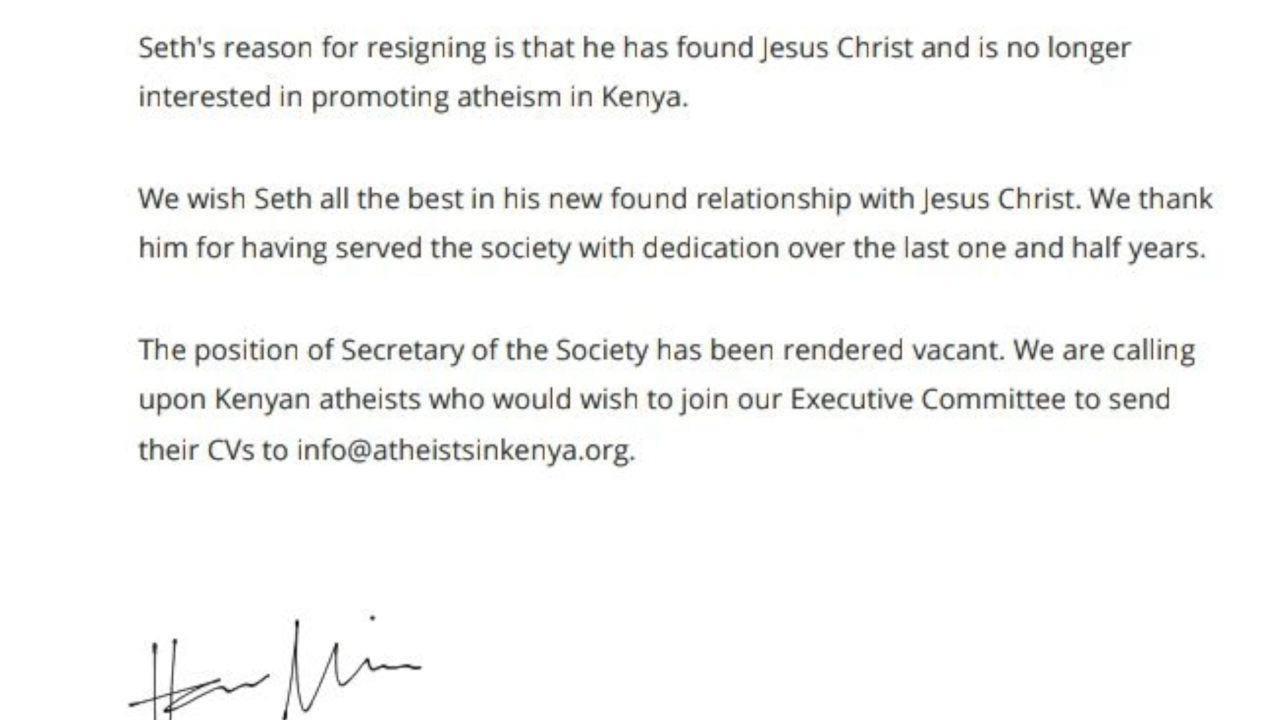 Seth's reason for resigning is that he has found Jesus Christ and is no longer
interested in promoting atheism in Kenya.
We wish Seth all the best in his new found relationship with Jesus Christ. We thank
him for having served the society with dedication over the last one and half years.
The position of Secretary of the Society has been rendered vacant. We are calling
upon Kenyan atheists who would wish to join our Executive Committee to send
their CVs to info@atheistsinkenya.org.